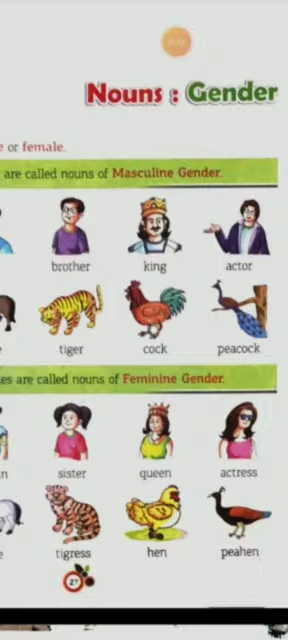 Nouns : Gender
or female.
are called nouns of Masculine Gender.
brother king actor
tiger cock peacock
are called nouns of Feminine Gender.
sister queen actress
tigress hen peahen
27